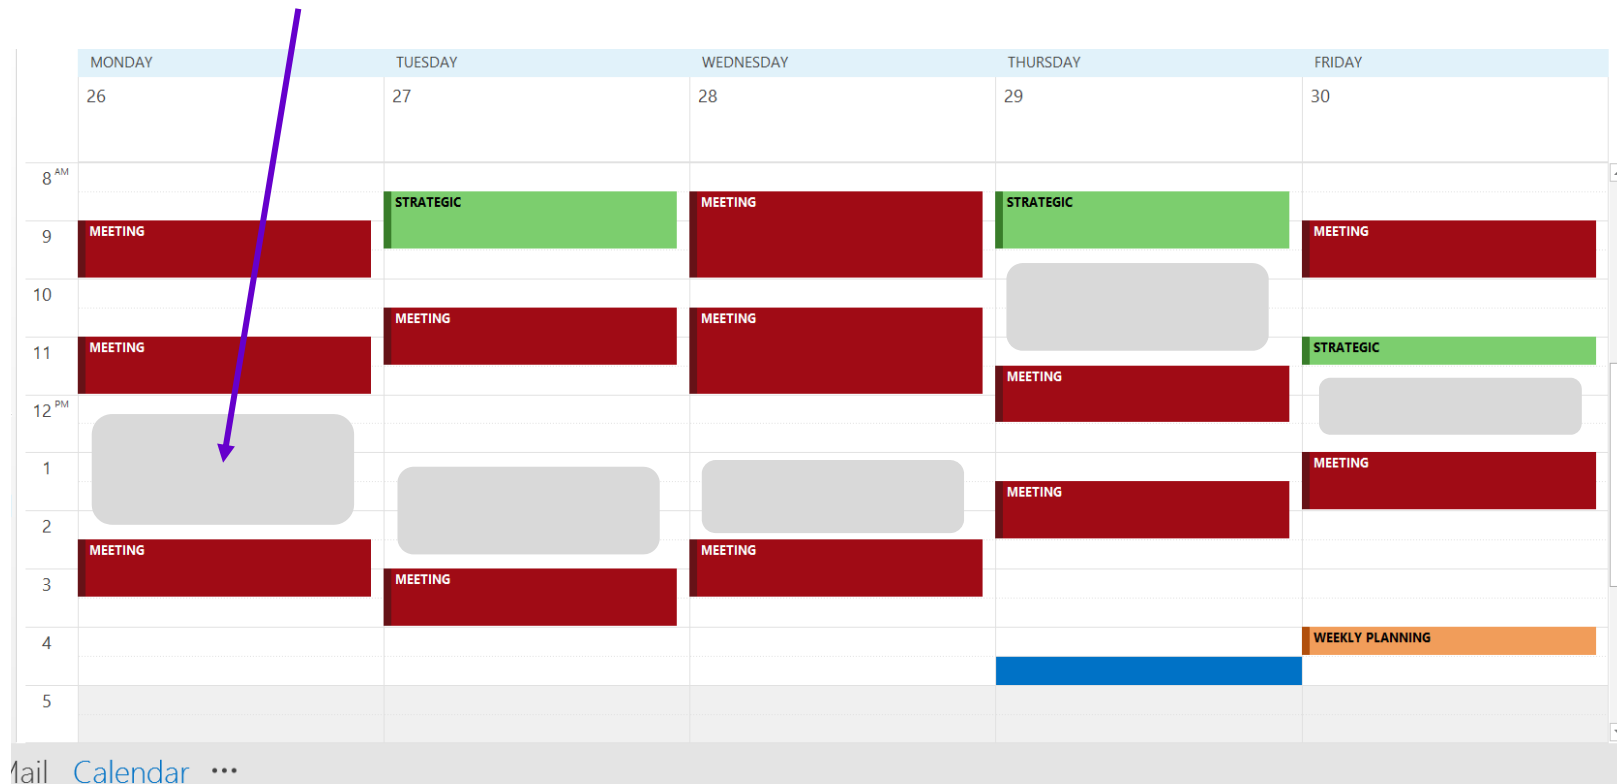 MONDAY TUESDAY WEDNESDAY THURSDAY FRIDAY
26 27 28 29 30
8 AM
STRATEGIC MEETING STRATEGIC
9 MEETING MEETING
10
MEETING MEETING
11 MEETING STRATEGIC
MEETING
12 PM
1 MEETING
MEETING
2
MEETING MEETING
3 MEETING
4 WEEKLY PLANNING
5
Calendar •••